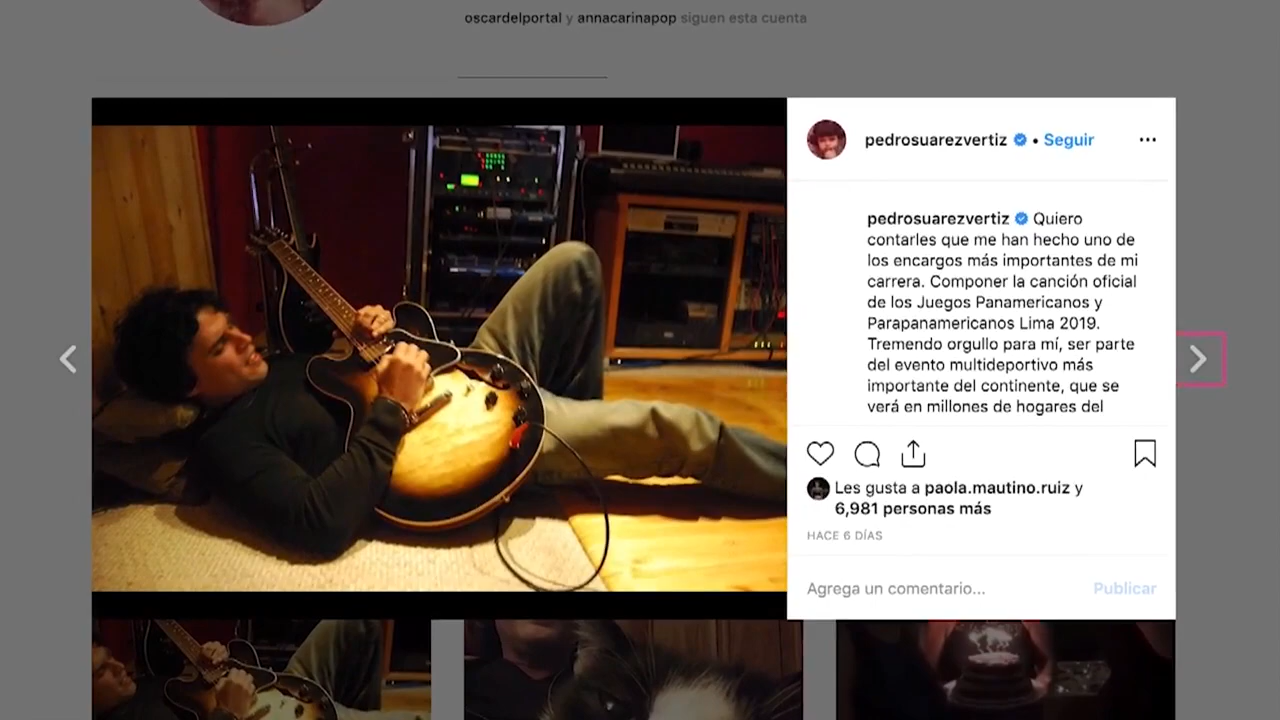 oscardelportal y annacarinapop siguen esta cuenta
pedrosuarezvertiz • Seguir
pedrosuarezvertiz Quiero
contarles que me han hecho uno de
los encargos más importantes de mi
carrera. Componer la canción oficial
de los Juegos Panamericanos y
Parapanamericanos Lima 2019.
Tremendo orgullo para mí, ser parte
del evento multideportivo más
importante del continente, que se
verá en millones de hogares del
Les gusta a paola.mautino.ruiz y
6,981 personas más
HACE 6 DÍAS
Agrega un comentario... Publicar